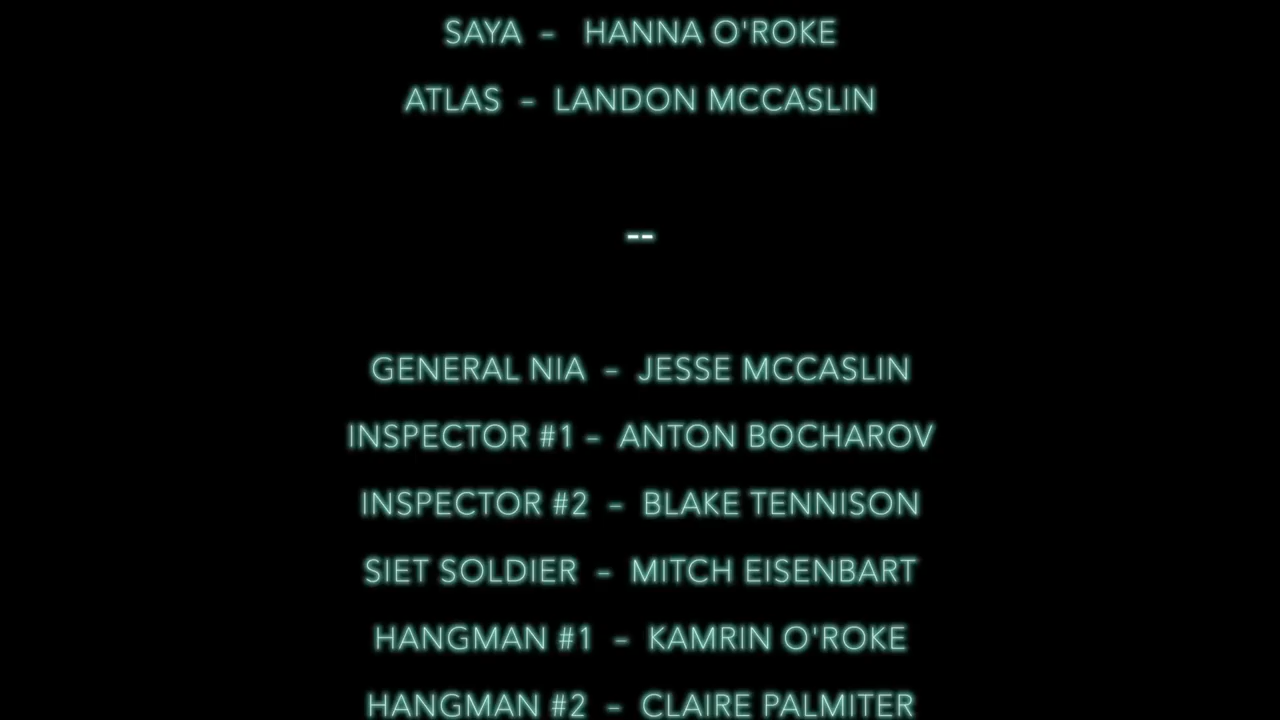 SAYA – HANNA O'ROKE
ATLAS – LANDON MCCASLIN
--
GENERAL NIA – JESSE MCCASLIN
INSPECTOR #1 – ANTON BOCHAROV
INSPECTOR #2 – BLAKE TENNISON
SIET SOLDIER – MITCH EISENBART
HANGMAN #1 – KAMRIN O'ROKE
HANGMAN #2 – CLAIRE PALMITER